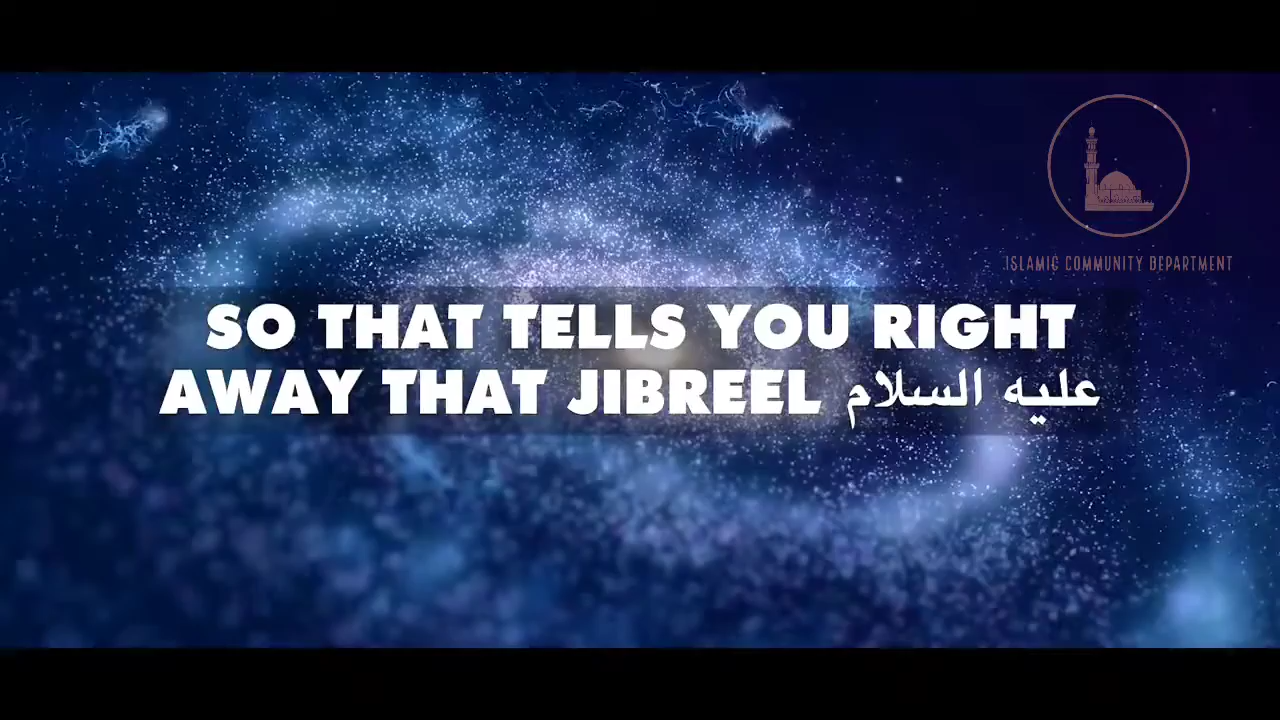 ISLAMIC COMMUNITY DEPARTMENT
SO THAT TELLS YOU RIGHT
AWAY THAT JIBREEL عليه السلام